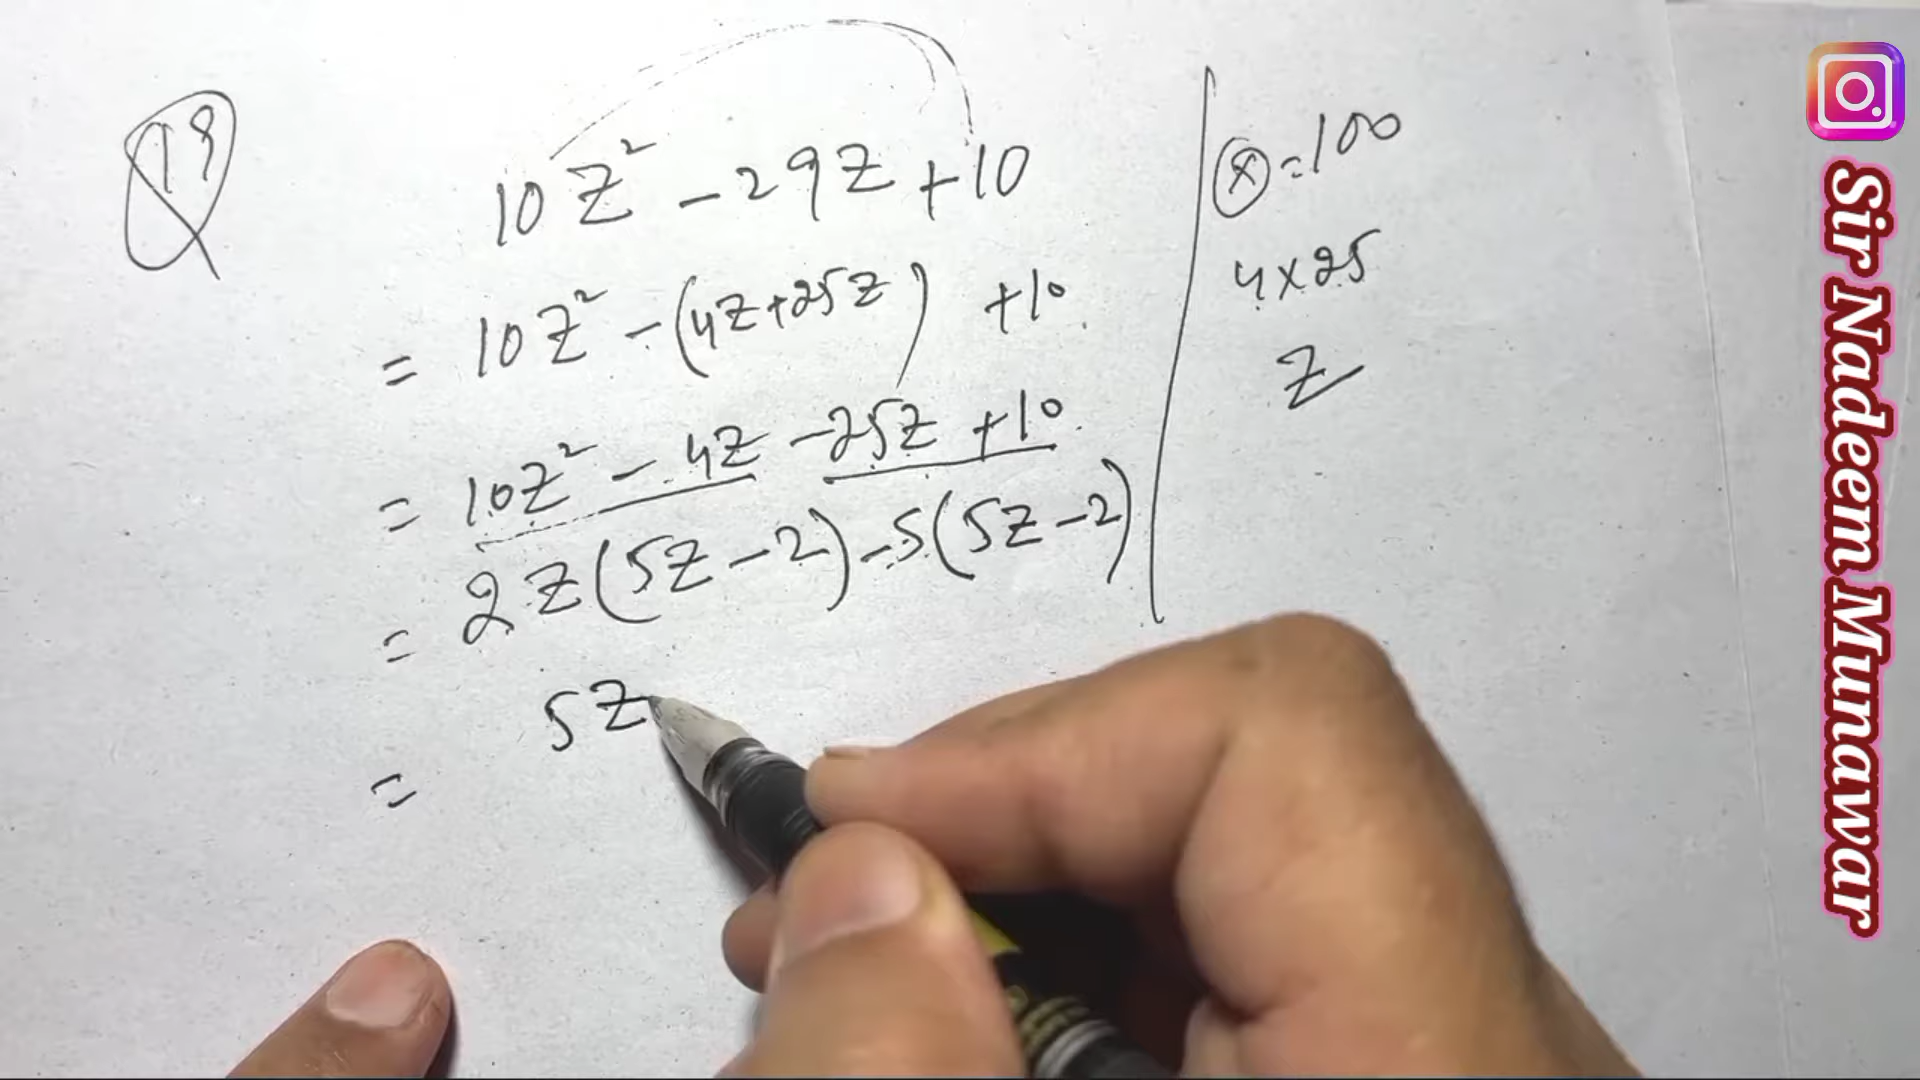 Q 19
10Z² - 29Z + 10
= 10Z² - (4Z+25Z) + 10
= 10Z² - 4Z - 25Z + 10
= 2Z(5Z - 2) - 5(5Z - 2)
= 5Z
ⓧ = 100
4 x 25
Z
Sir Nadeem Munawar